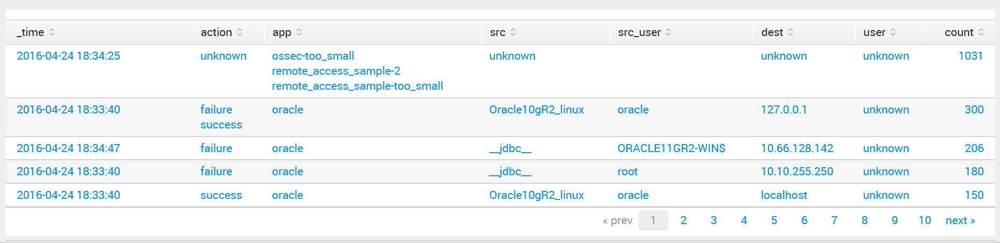 _time action app src src_user dest user count
2016-04-24 18:34:25 unknown ossec-too_small unknown unknown unknown 1031
remote_access_sample-2
remote_access_sample-too_small
2016-04-24 18:33:40 failure oracle Oracle10gR2_linux oracle 127.0.0.1 unknown 300
success
2016-04-24 18:34:47 failure oracle __jdbc__ ORACLE11GR2-WIN$ 10.66.128.142 unknown 206
2016-04-24 18:33:40 failure oracle __jdbc__ root 10.10.255.250 unknown 180
2016-04-24 18:33:40 success oracle Oracle10gR2_linux oracle localhost unknown 150
« prev 1 2 3 4 5 6 7 8 9 10 next »